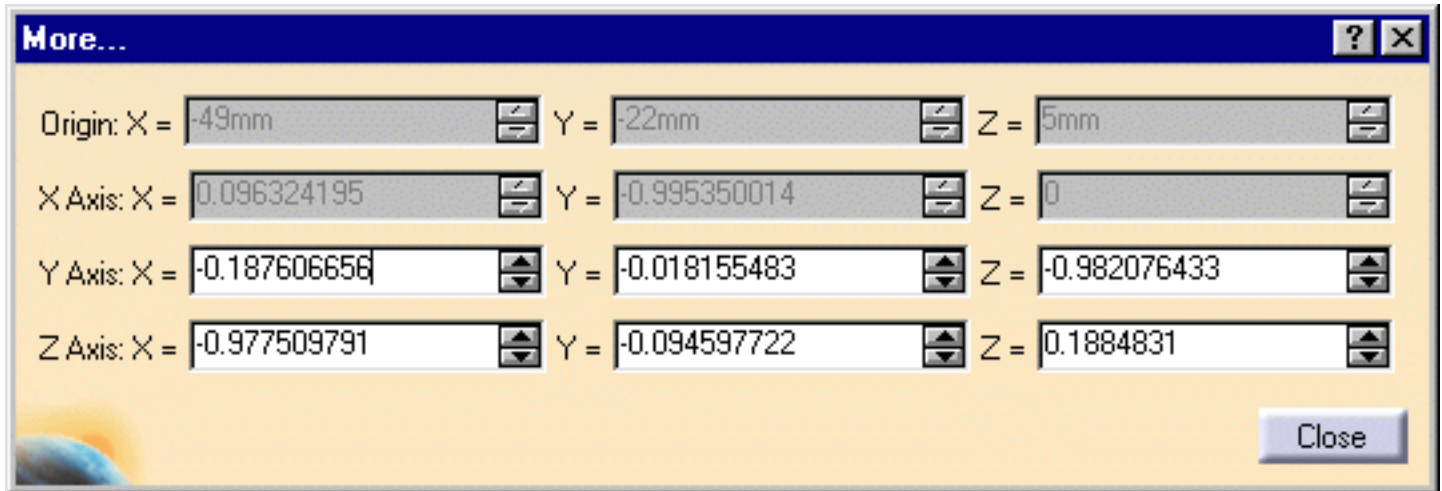 More...
Origin: X = -49mm Y = -22mm Z = 5mm
X Axis: X = 0.096324195 Y = -0.995350014 Z = 0
Y Axis: X = -0.187606656 Y = -0.018155483 Z = -0.982076433
Z Axis: X = -0.977509791 Y = -0.094597722 Z = 0.1884831
Close